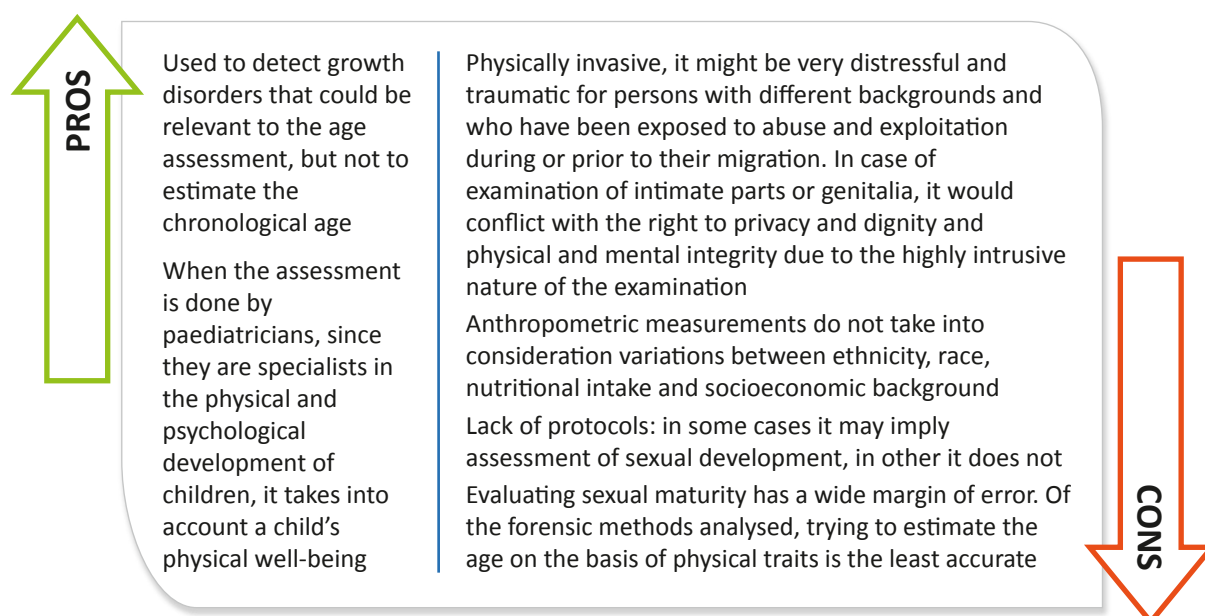 PROS
Used to detect growth
disorders that could be
relevant to the age
assessment, but not to
estimate the
chronological age
When the assessment
is done by
paediatricians, since
they are specialists in
the physical and
psychological
development of
children, it takes into
account a child's
physical well-being
Physically invasive, it might be very distressful and
traumatic for persons with different backgrounds and
who have been exposed to abuse and exploitation
during or prior to their migration. In case of
examination of intimate parts or genitalia, it would
conflict with the right to privacy and dignity and
physical and mental integrity due to the highly intrusive
nature of the examination
Anthropometric measurements do not take into
consideration variations between ethnicity, race,
nutritional intake and socioeconomic background
Lack of protocols: in some cases it may imply
assessment of sexual development, in other it does not
Evaluating sexual maturity has a wide margin of error. Of
the forensic methods analysed, trying to estimate the
age on the basis of physical traits is the least accurate
CONS